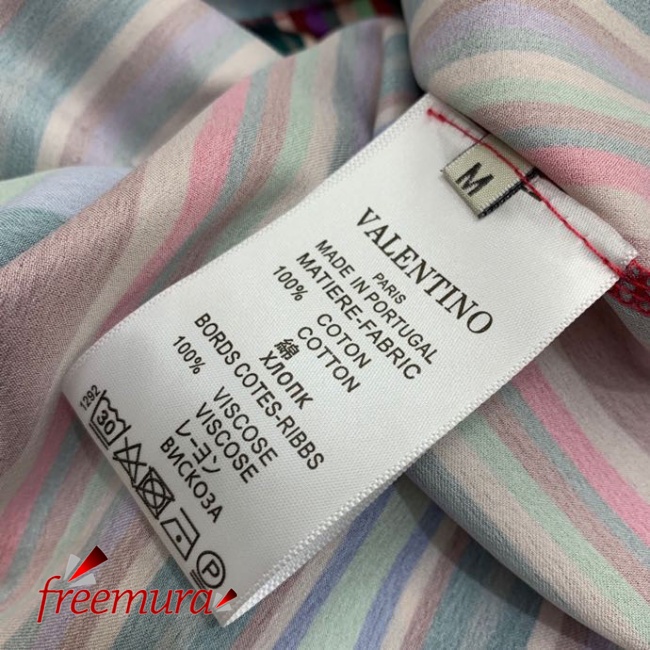 M
VALENTINO
PARIS
MADE IN PORTUGAL
MATIERE-FABRIC
100% COTON
COTTON
綿
ХЛОПК
BORDS COTES-RIBBS
100% VISCOSE
VISCOSE
レーヨン
ВИСКОЗА
1292
30
P
freemura